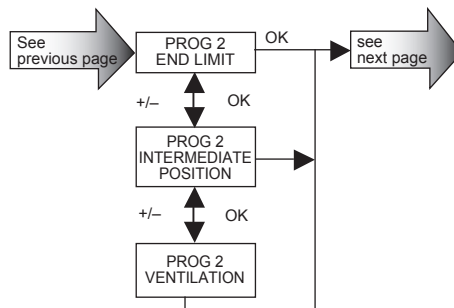 See
previous page
PROG 2
END LIMIT
OK
see
next page
+/–
OK
PROG 2
INTERMEDIATE
POSITION
+/–
OK
PROG 2
VENTILATION